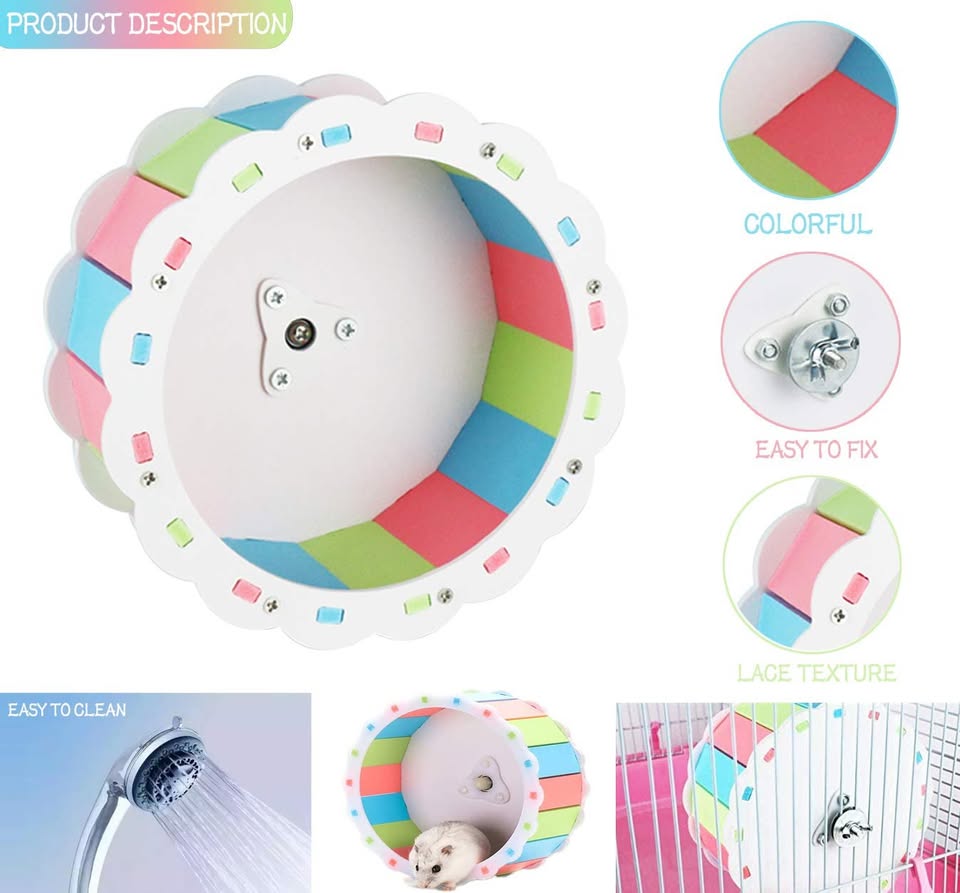 PRODUCT DESCRIPTION
COLORFUL
EASY TO FIX
LACE TEXTURE
EASY TO CLEAN